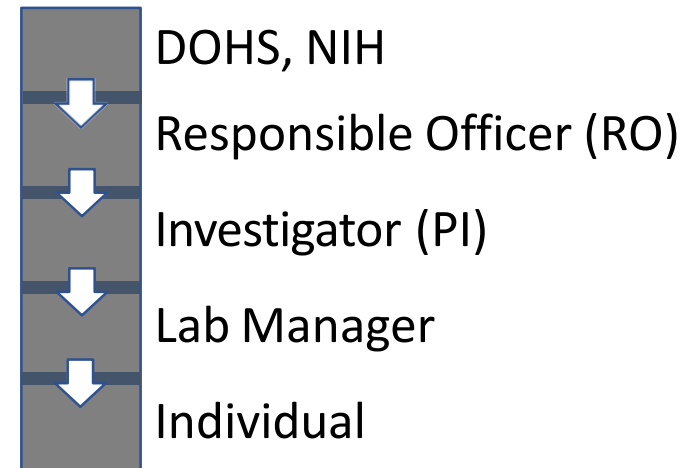 DOHS, NIH
Responsible Officer (RO)
Investigator (PI)
Lab Manager
Individual